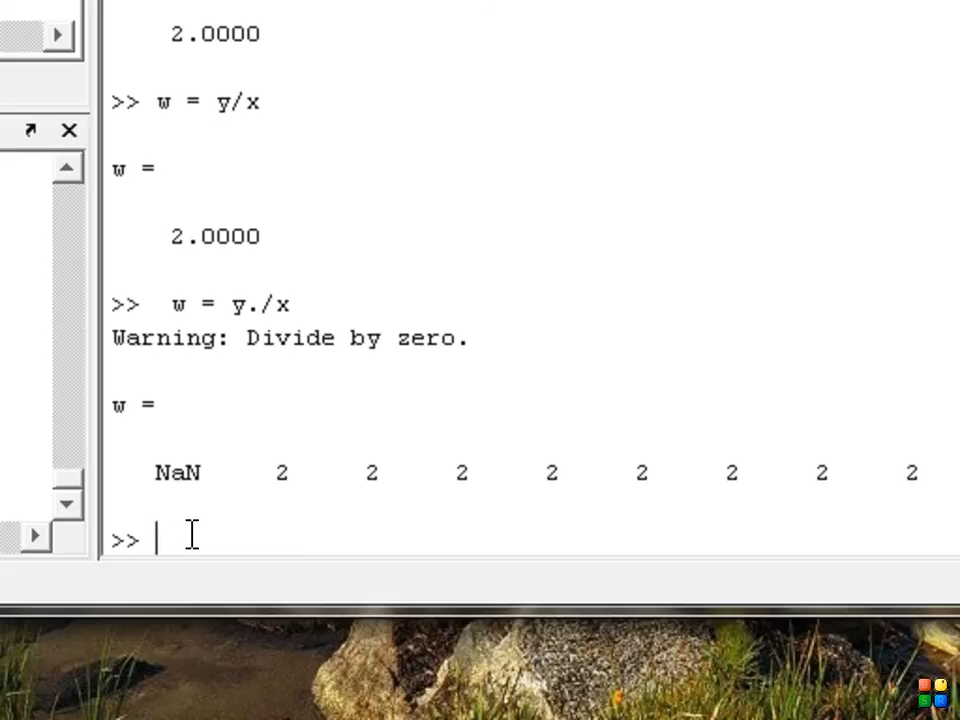 2.0000
>> w = y/x
w =
2.0000
>>  w = y./x
Warning: Divide by zero.
w =
NaN 2 2 2 2 2 2 2 2
>>